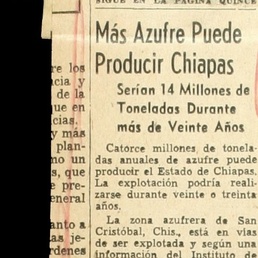 SIGUE EN LA PAGINA QUINCE
Más Azufre Puede
Producir Chiapas
Serían 14 Millones de
Toneladas Durante
más de Veinte Años
Catorce millones de tonela-
das anuales de azufre puede
producir el Estado de Chiapas.
La explotación podría reali-
zarse durante veinte o treinta
años.
La zona azufrera de San
Cristóbal, Chis., está en vías
de ser explotada y según una
información del Instituto de
re los
acia y
de la
que en
cias.
y más
plan-
mo un
s, que
e pre-
eneral
anto a
as je-
rdenes